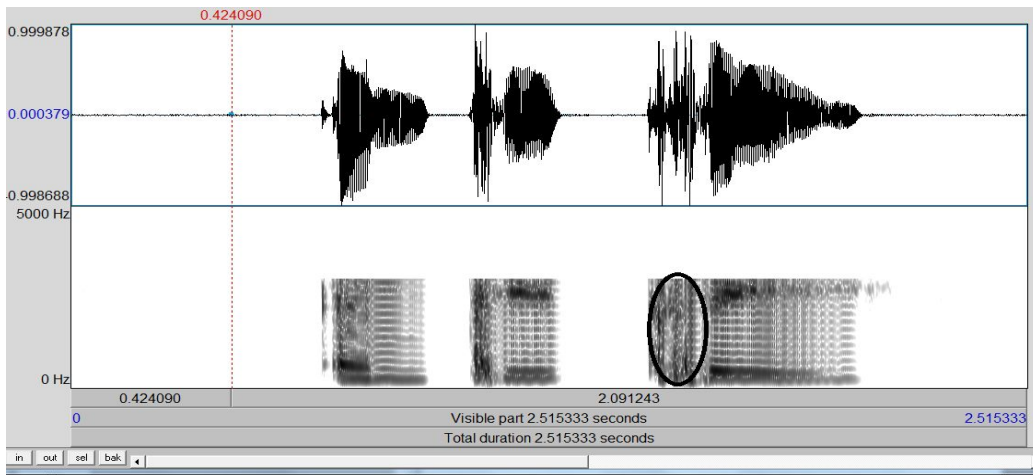 0.424090
0.999878
0.000379
-0.998688
5000 Hz
0 Hz
0.424090 2.091243
0 Visible part 2.515333 seconds 2.515333
Total duration 2.515333 seconds
in out sel bak